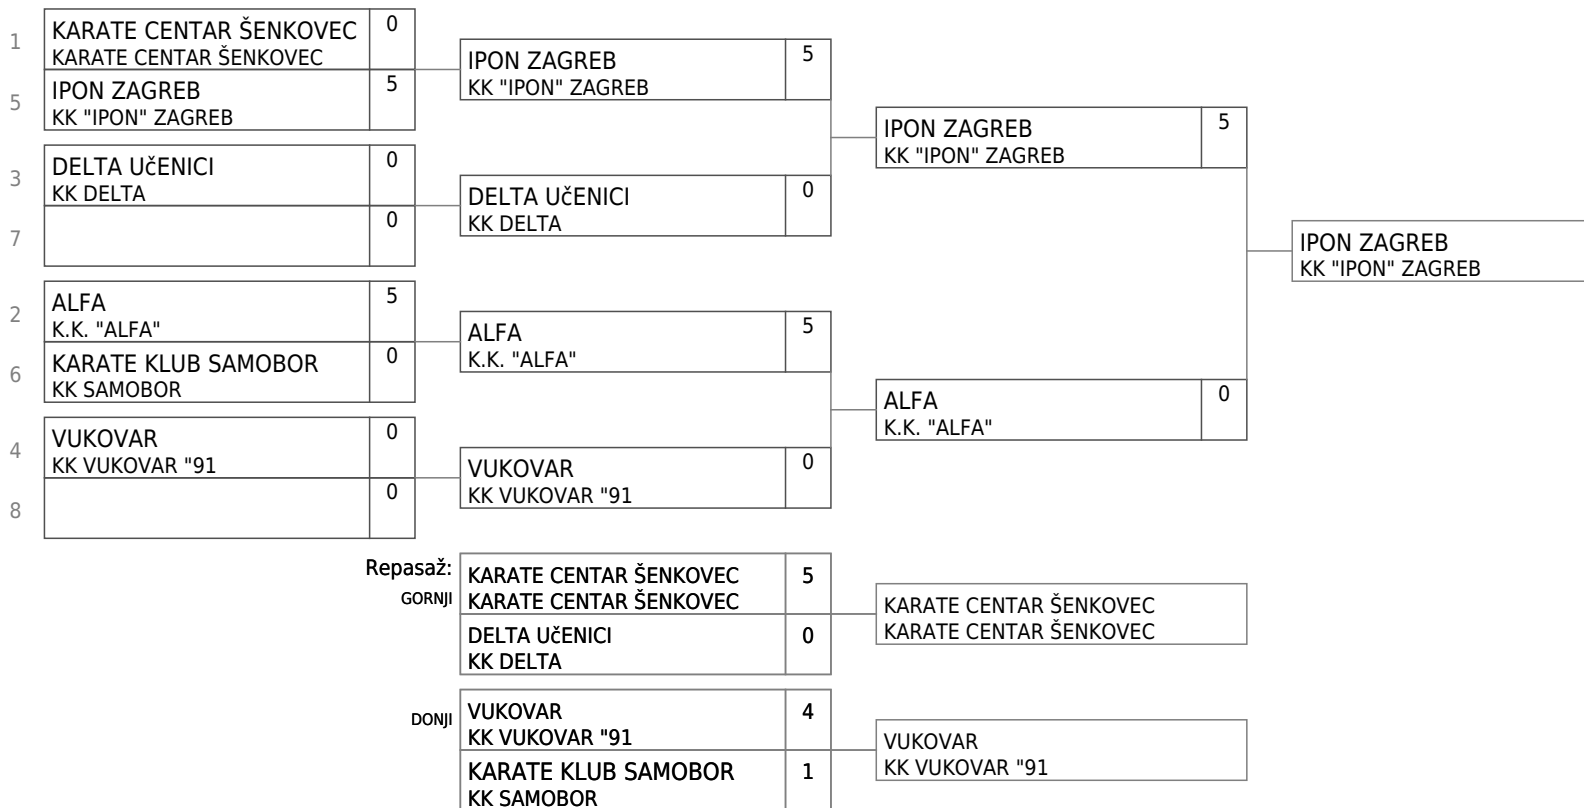 1
KARATE CENTAR ŠENKOVEC 0
KARATE CENTAR ŠENKOVEC
5
IPON ZAGREB 5
KK "IPON" ZAGREB
3
DELTA UčENICI 0
KK DELTA
7
0
2
ALFA 5
K.K. "ALFA"
6
KARATE KLUB SAMOBOR 0
KK SAMOBOR
4
VUKOVAR 0
KK VUKOVAR "91
8
0
IPON ZAGREB 5
KK "IPON" ZAGREB
DELTA UčENICI 0
KK DELTA
ALFA 5
K.K. "ALFA"
VUKOVAR 0
KK VUKOVAR "91
IPON ZAGREB 5
KK "IPON" ZAGREB
ALFA 0
K.K. "ALFA"
IPON ZAGREB
KK "IPON" ZAGREB
Repasaž:
GORNJI
KARATE CENTAR ŠENKOVEC 5
KARATE CENTAR ŠENKOVEC
DELTA UčENICI 0
KK DELTA
KARATE CENTAR ŠENKOVEC
KARATE CENTAR ŠENKOVEC
DONJI
VUKOVAR 4
KK VUKOVAR "91
KARATE KLUB SAMOBOR 1
KK SAMOBOR
VUKOVAR
KK VUKOVAR "91